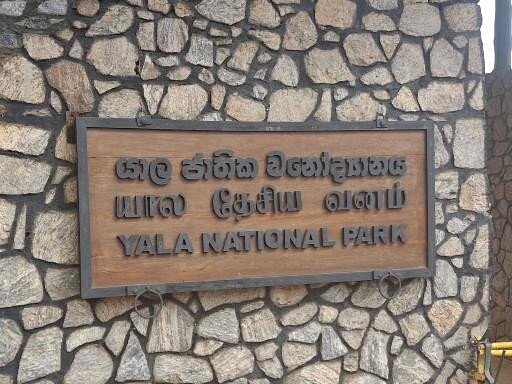 යාල ජාතික වනෝද්‍යානය
யால தேசிய வனம்
YALA NATIONAL PARK